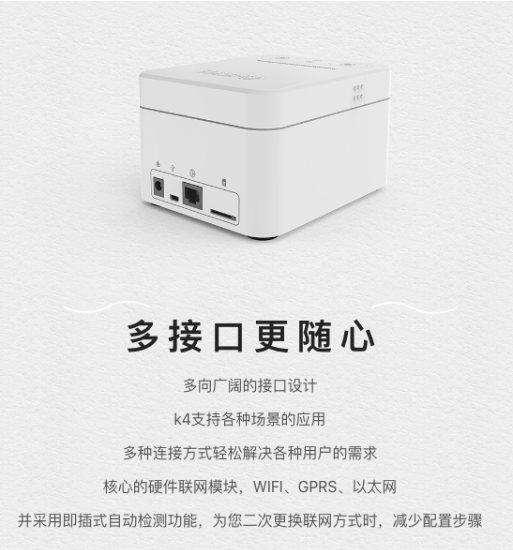 多接口更随心
多向广阔的接口设计
k4支持各种场景的应用
多种连接方式轻松解决各种用户的需求
核心的硬件联网模块，WIFI、GPRS、以太网
并采用即插式自动检测功能，为您二次更换联网方式时，减少配置步骤